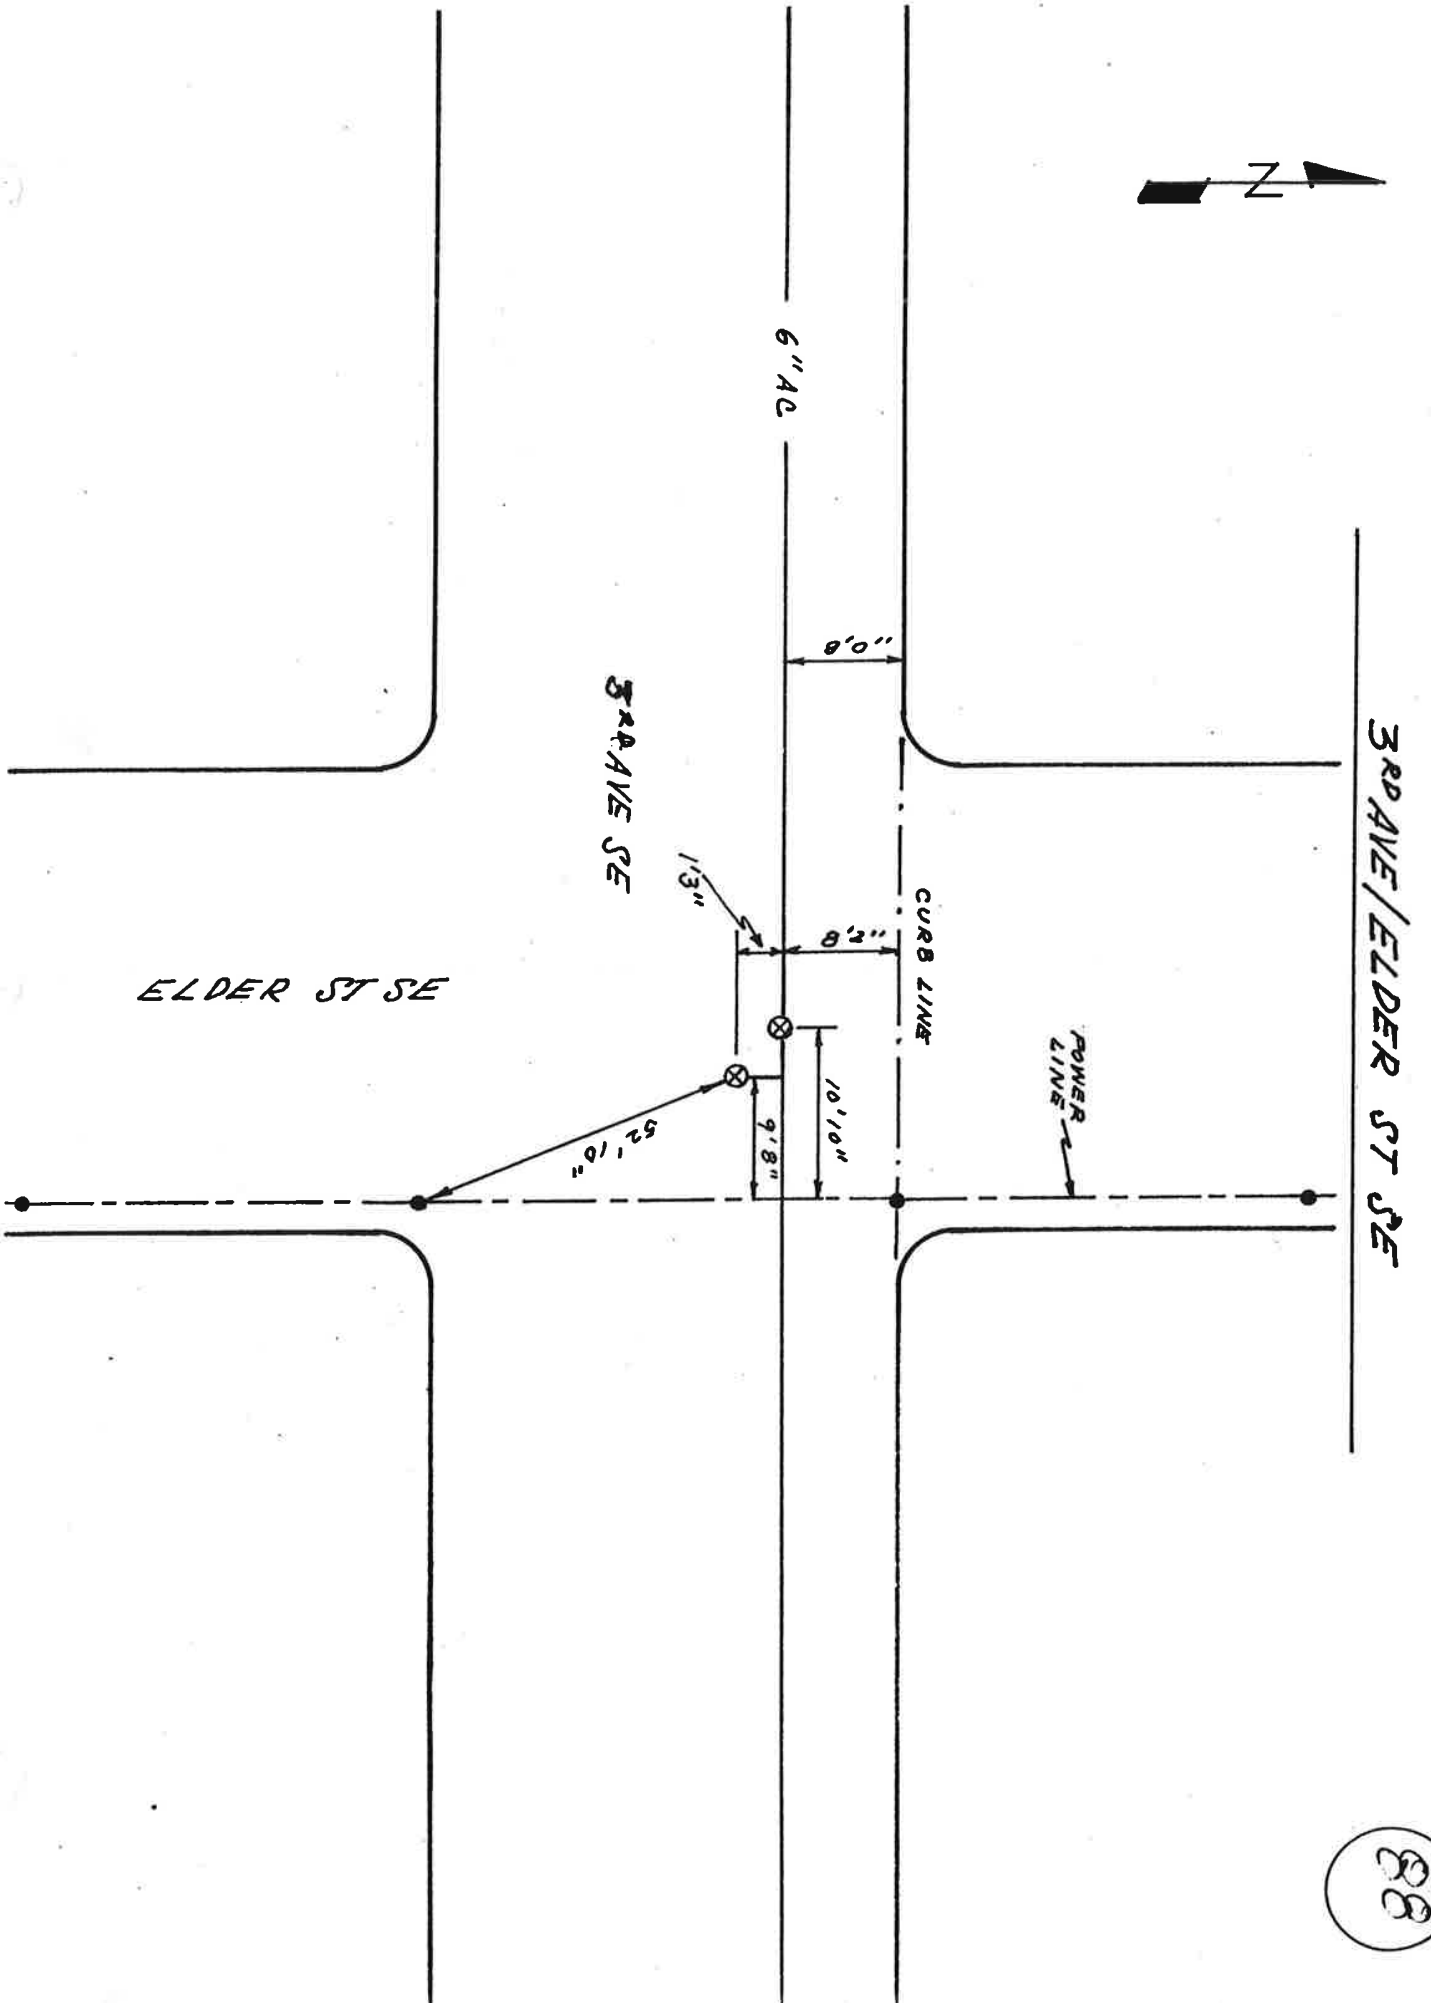 3RD AVE/ELDER ST SE
88
N
POWER
LINE
CURB LINE
8'0"
8'2"
6" AC
10'10"
9'8"
1'3"
52'10"
3RD AVE SE
ELDER ST SE